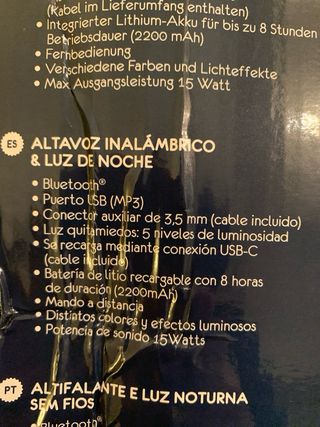 (Kabel im Lieferumfang enthalten)
• Integrierter Lithium-Akku für bis zu 8 Stunden
Betriebsdauer (2200 mAh)
• Fernbedienung
• Verschiedene Farben und Lichteffekte
• Max Ausgangsleistung 15 Watt
ES ALTAVOZ INALÁMBRICO
& LUZ DE NOCHE
• Bluetooth®
• Puerto USB (MP3)
• Conector auxiliar de 3,5 mm (cable incluido)
• Luz quitamiedos: 5 niveles de luminosidad
• Se recarga mediante conexión USB-C
(cable incluido)
• Batería de litio recargable con 8 horas
de duración (2200mAh)
• Mando a distancia
• Distintos colores y efectos luminosos
• Potencia de sonido 15Watts
PT ALTIFALANTE E LUZ NOTURNA
SEM FIOS
• Bluetooth®